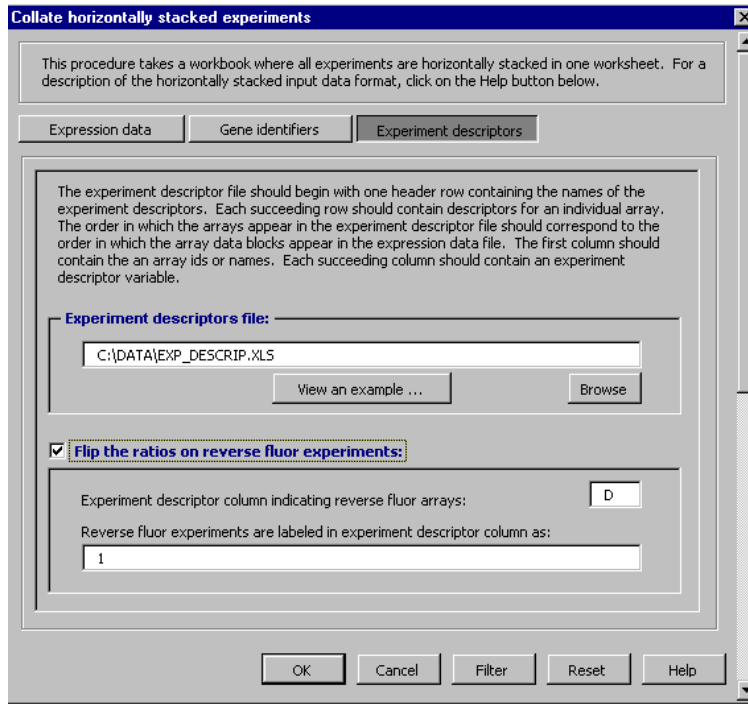 Collate horizontally stacked experiments
This procedure takes a workbook where all experiments are horizontally stacked in one worksheet. For a
description of the horizontally stacked input data format, click on the Help button below.
Expression data
Gene identifiers
Experiment descriptors
The experiment descriptor file should begin with one header row containing the names of the
experiment descriptors. Each succeeding row should contain descriptors for an individual array.
The order in which the arrays appear in the experiment descriptor file should correspond to the
order in which the array data blocks appear in the expression data file. The first column should
contain the an array ids or names. Each succeeding column should contain an experiment
descriptor variable.
Experiment descriptors file:
C:\DATA\EXP_DESCRIP.XLS
View an example ...
Browse
Flip the ratios on reverse fluor experiments:
Experiment descriptor column indicating reverse fluor arrays:
D
Reverse fluor experiments are labeled in experiment descriptor column as:
1
OK
Cancel
Filter
Reset
Help